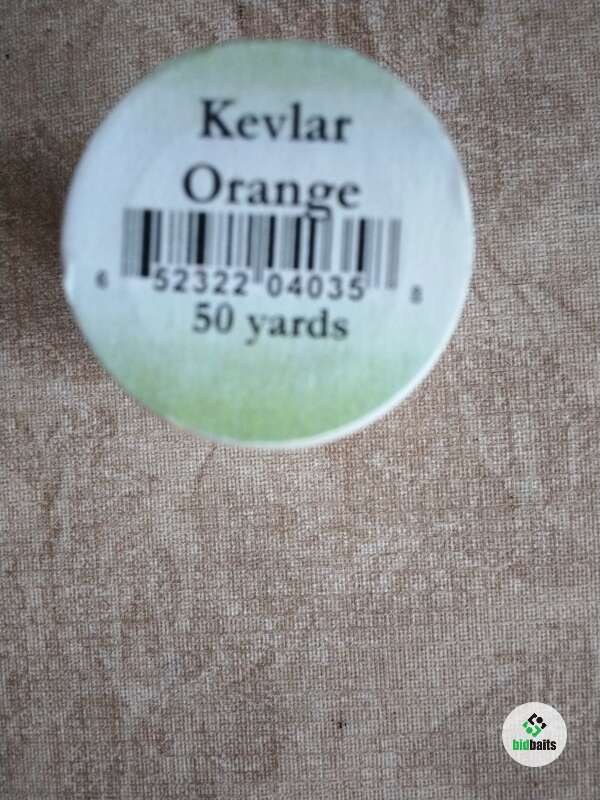 Kevlar
Orange
6 52322 04035 8
50 yards
bidbaits